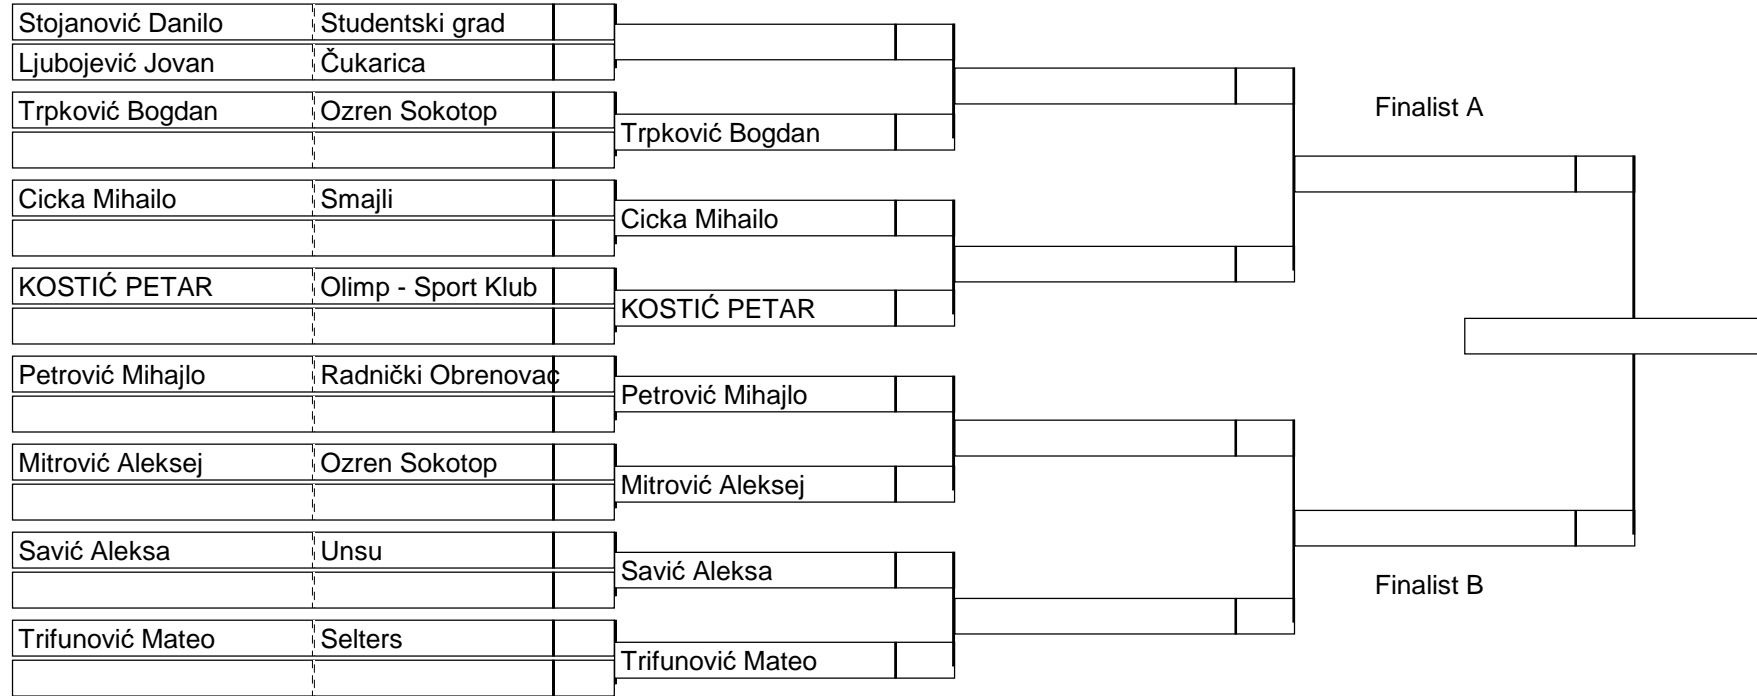 Stojanović Danilo Studentski grad
Ljubojević Jovan Čukarica
Trpković Bogdan Ozren Sokotop
Trpković Bogdan
Cicka Mihailo Smajli
Cicka Mihailo
KOSTIĆ PETAR Olimp - Sport Klub
KOSTIĆ PETAR
Petrović Mihajlo Radnički Obrenovac
Petrović Mihajlo
Mitrović Aleksej Ozren Sokotop
Mitrović Aleksej
Savić Aleksa Unsu
Savić Aleksa
Trifunović Mateo Selters
Trifunović Mateo
Finalist A
Finalist B